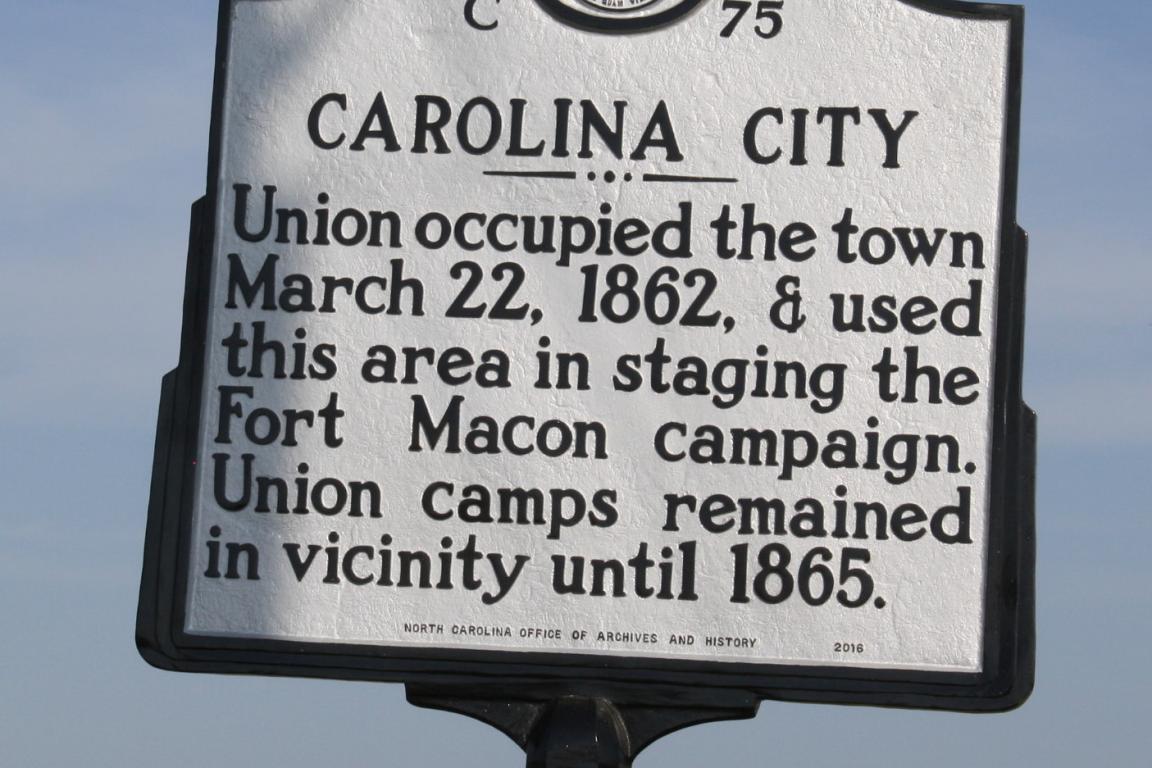 C 75
CAROLINA CITY
Union occupied the town
March 22, 1862, & used
this area in staging the
Fort Macon campaign.
Union camps remained
in vicinity until 1865.
NORTH CAROLINA OFFICE OF ARCHIVES AND HISTORY 2016